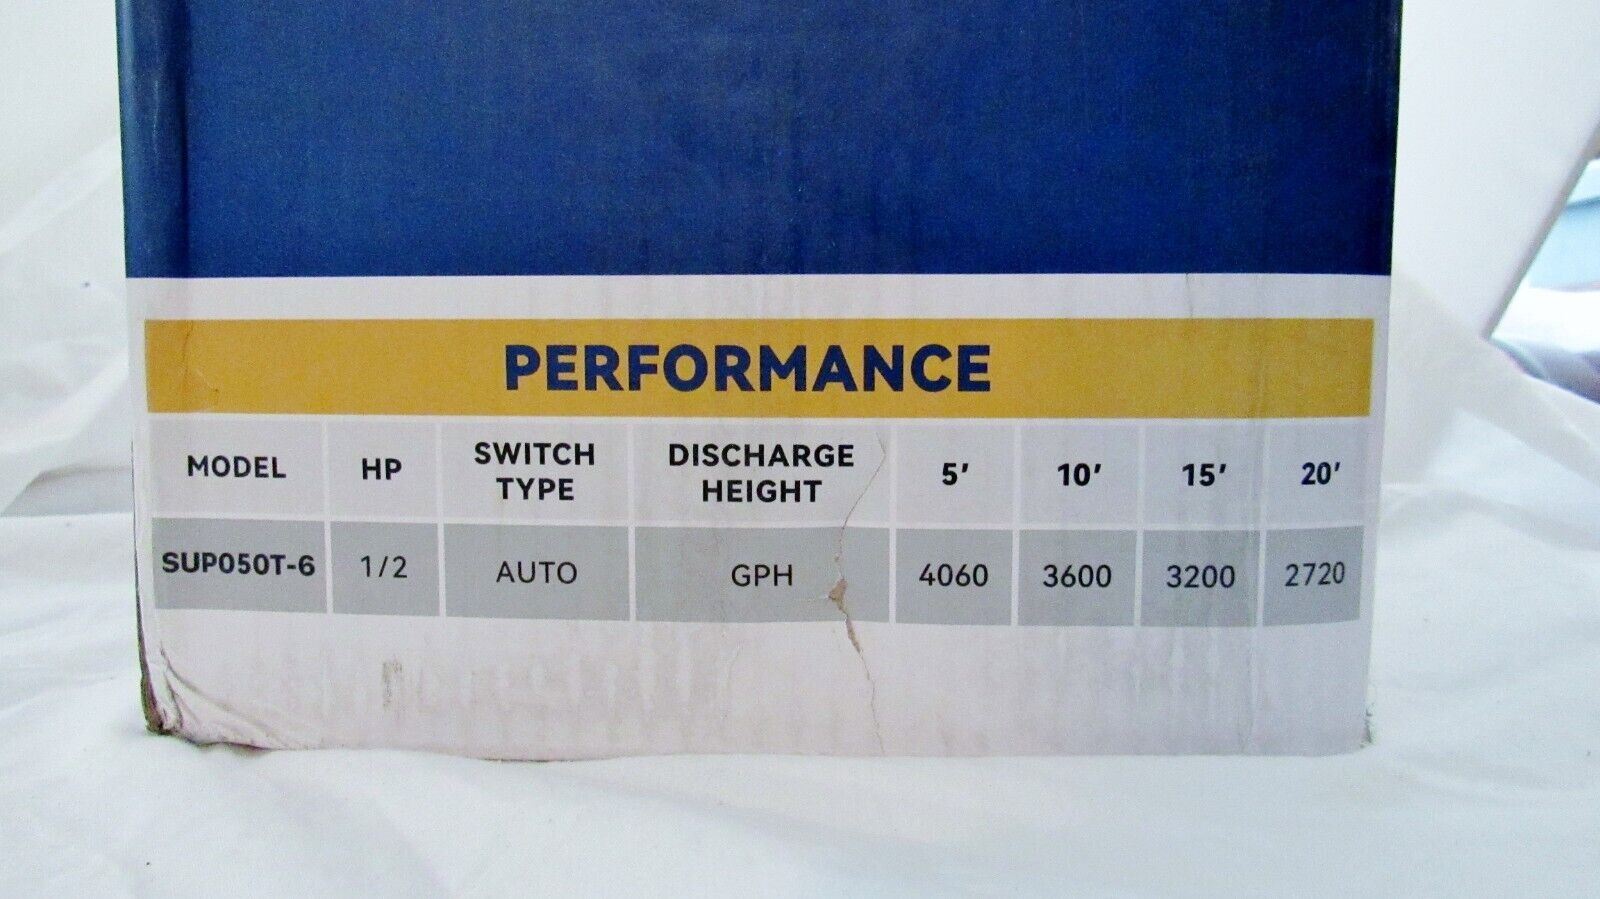 PERFORMANCE
MODEL HP SWITCH TYPE DISCHARGE HEIGHT 5' 10' 15' 20'
SUP050T-6 1/2 AUTO GPH 4060 3600 3200 2720